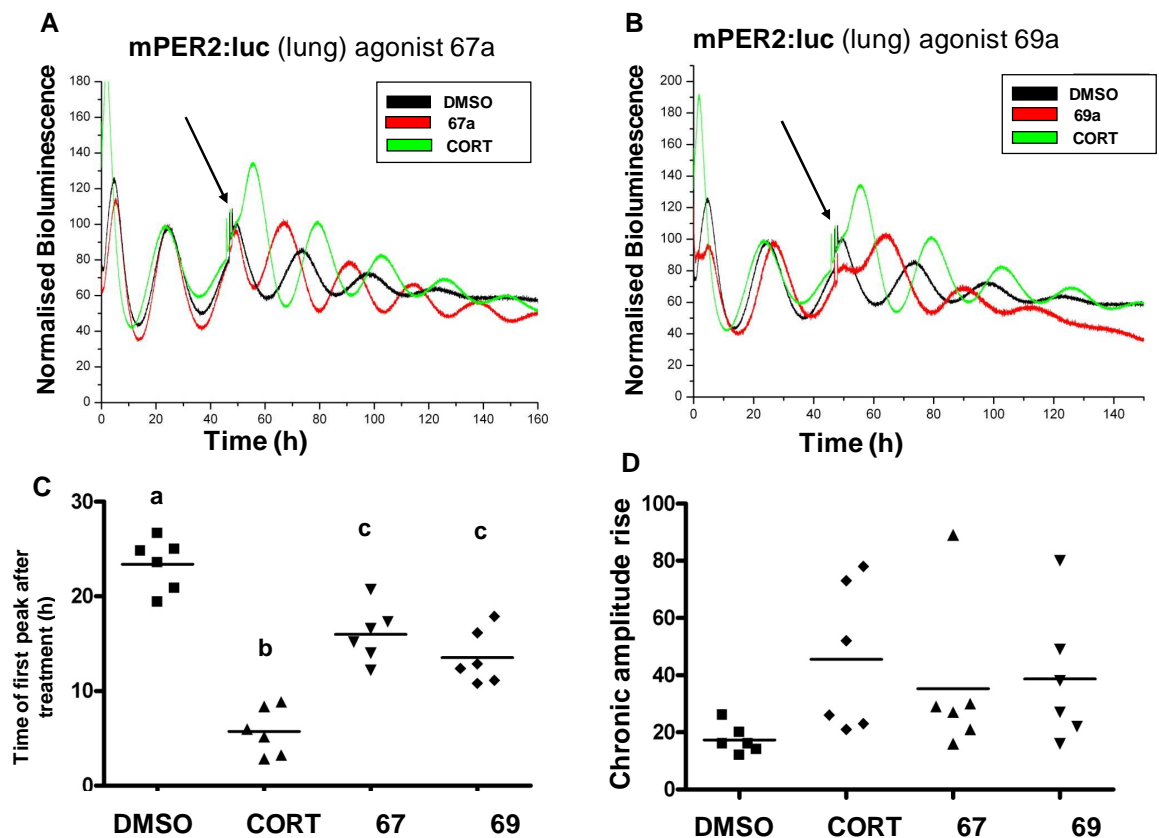 A
mPER2:luc (lung) agonist 67a
Normalised Bioluminescence
180
160
140
120
100
80
60
40
20
0
0 20 40 60 80 100 120 140 160
Time (h)
DMSO
67a
CORT
B
mPER2:luc (lung) agonist 69a
Normalised Bioluminescence
200
180
160
140
120
100
80
60
40
20
0
0 20 40 60 80 100 120 140
Time (h)
DMSO
69a
CORT
C
Time of first peak after
treatment (h)
30
20
10
0
a
b
c
c
DMSO CORT 67 69
D
Chronic amplitude rise
100
80
60
40
20
0
DMSO CORT 67 69